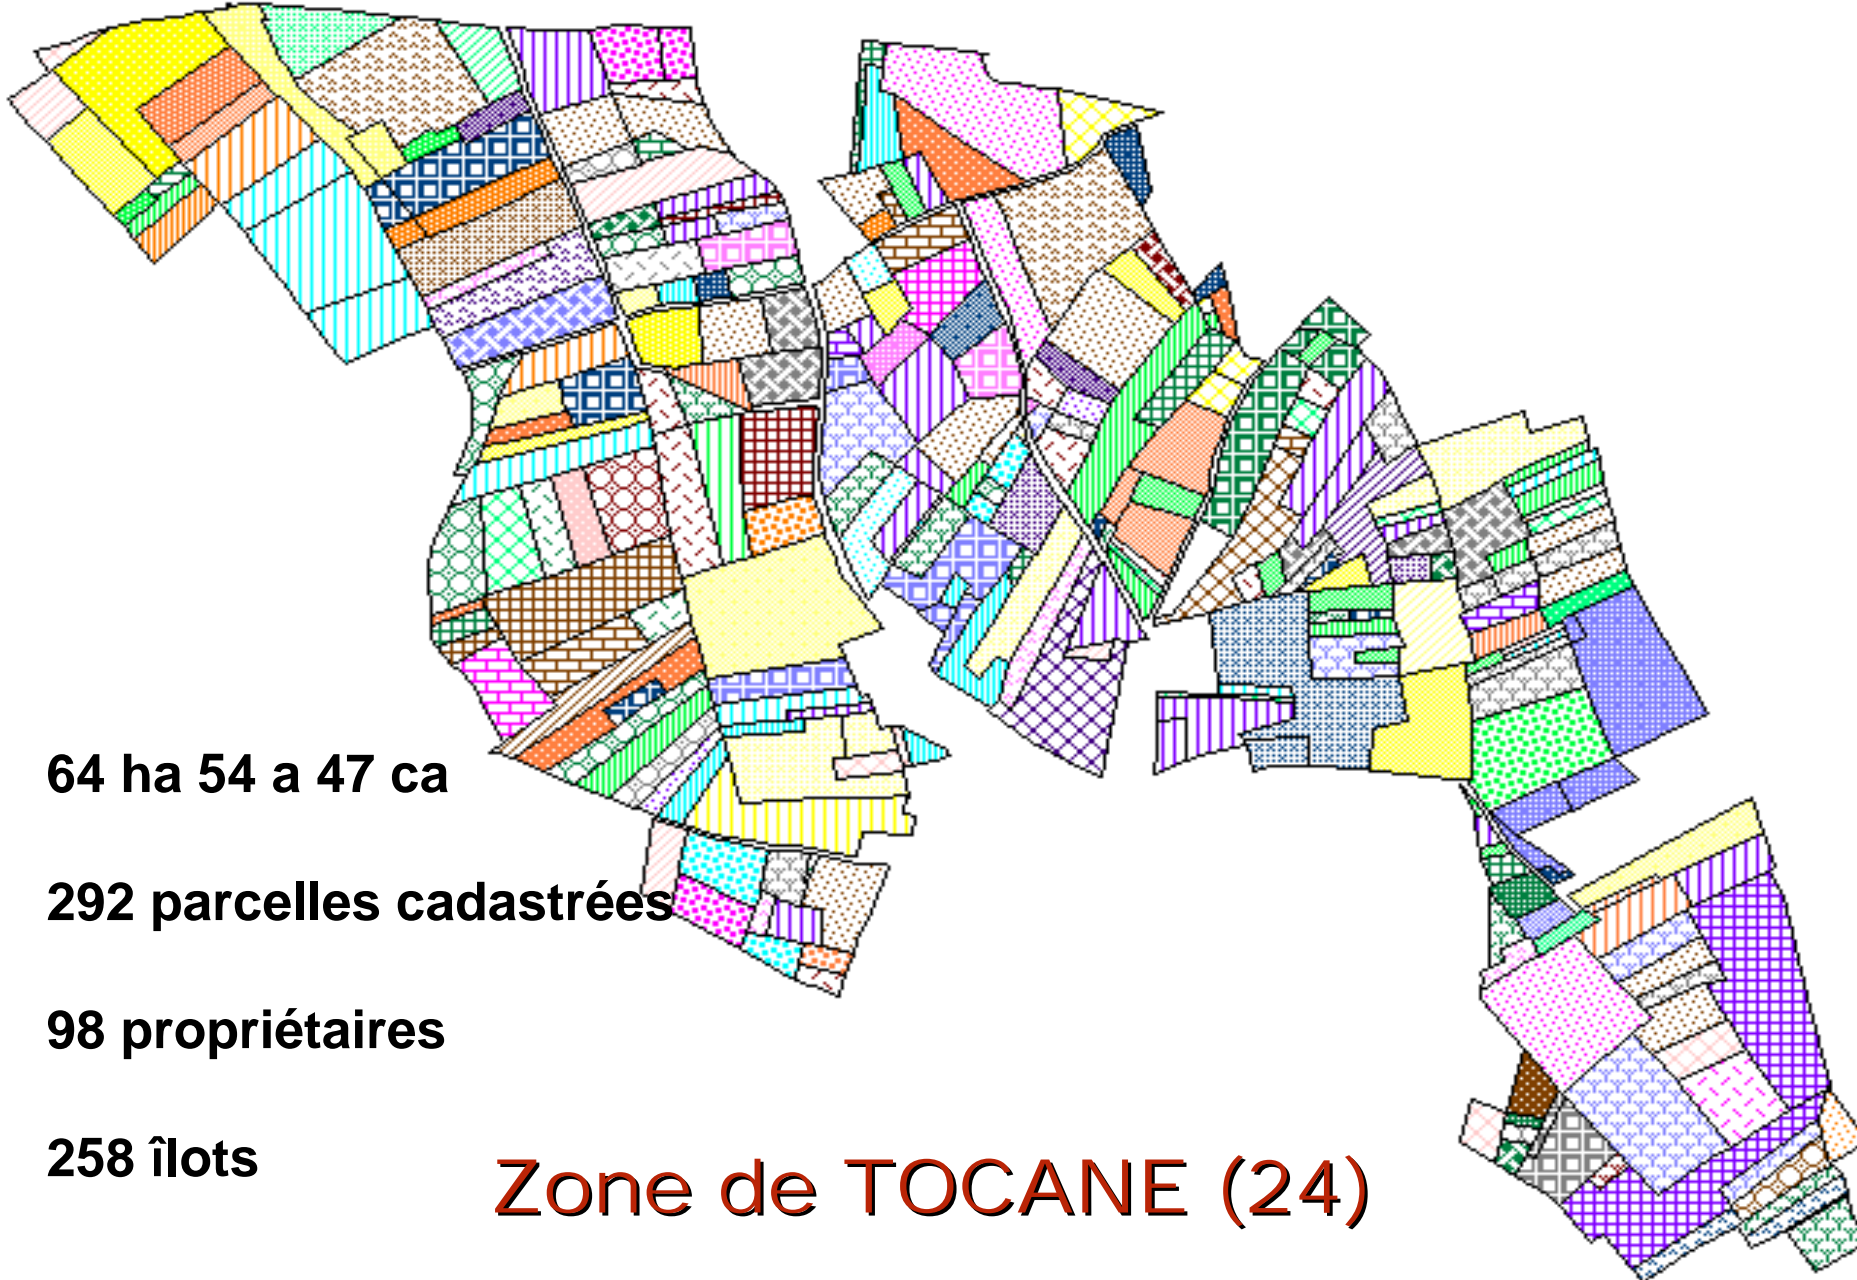 64 ha 54 a 47 ca
292 parcelles cadastrées
98 propriétaires
258 îlots
Zone de TOCANE (24)